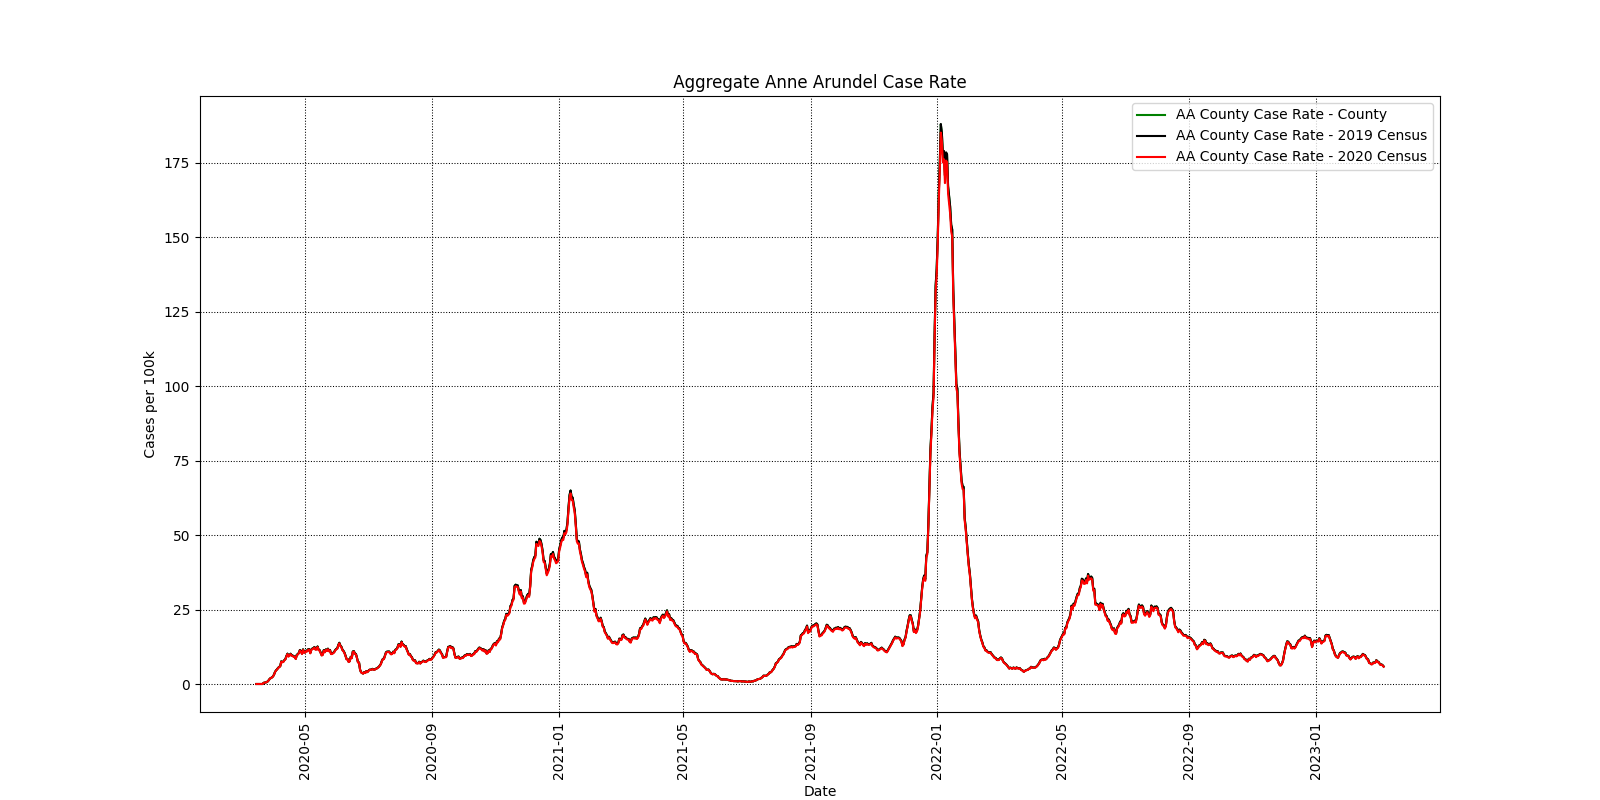 Aggregate Anne Arundel Case Rate
AA County Case Rate - County
AA County Case Rate - 2019 Census
AA County Case Rate - 2020 Census
Cases per 100k
175
150
125
100
75
50
25
0
2020-05
2020-09
2021-01
2021-05
2021-09
2022-01
2022-05
2022-09
2023-01
Date